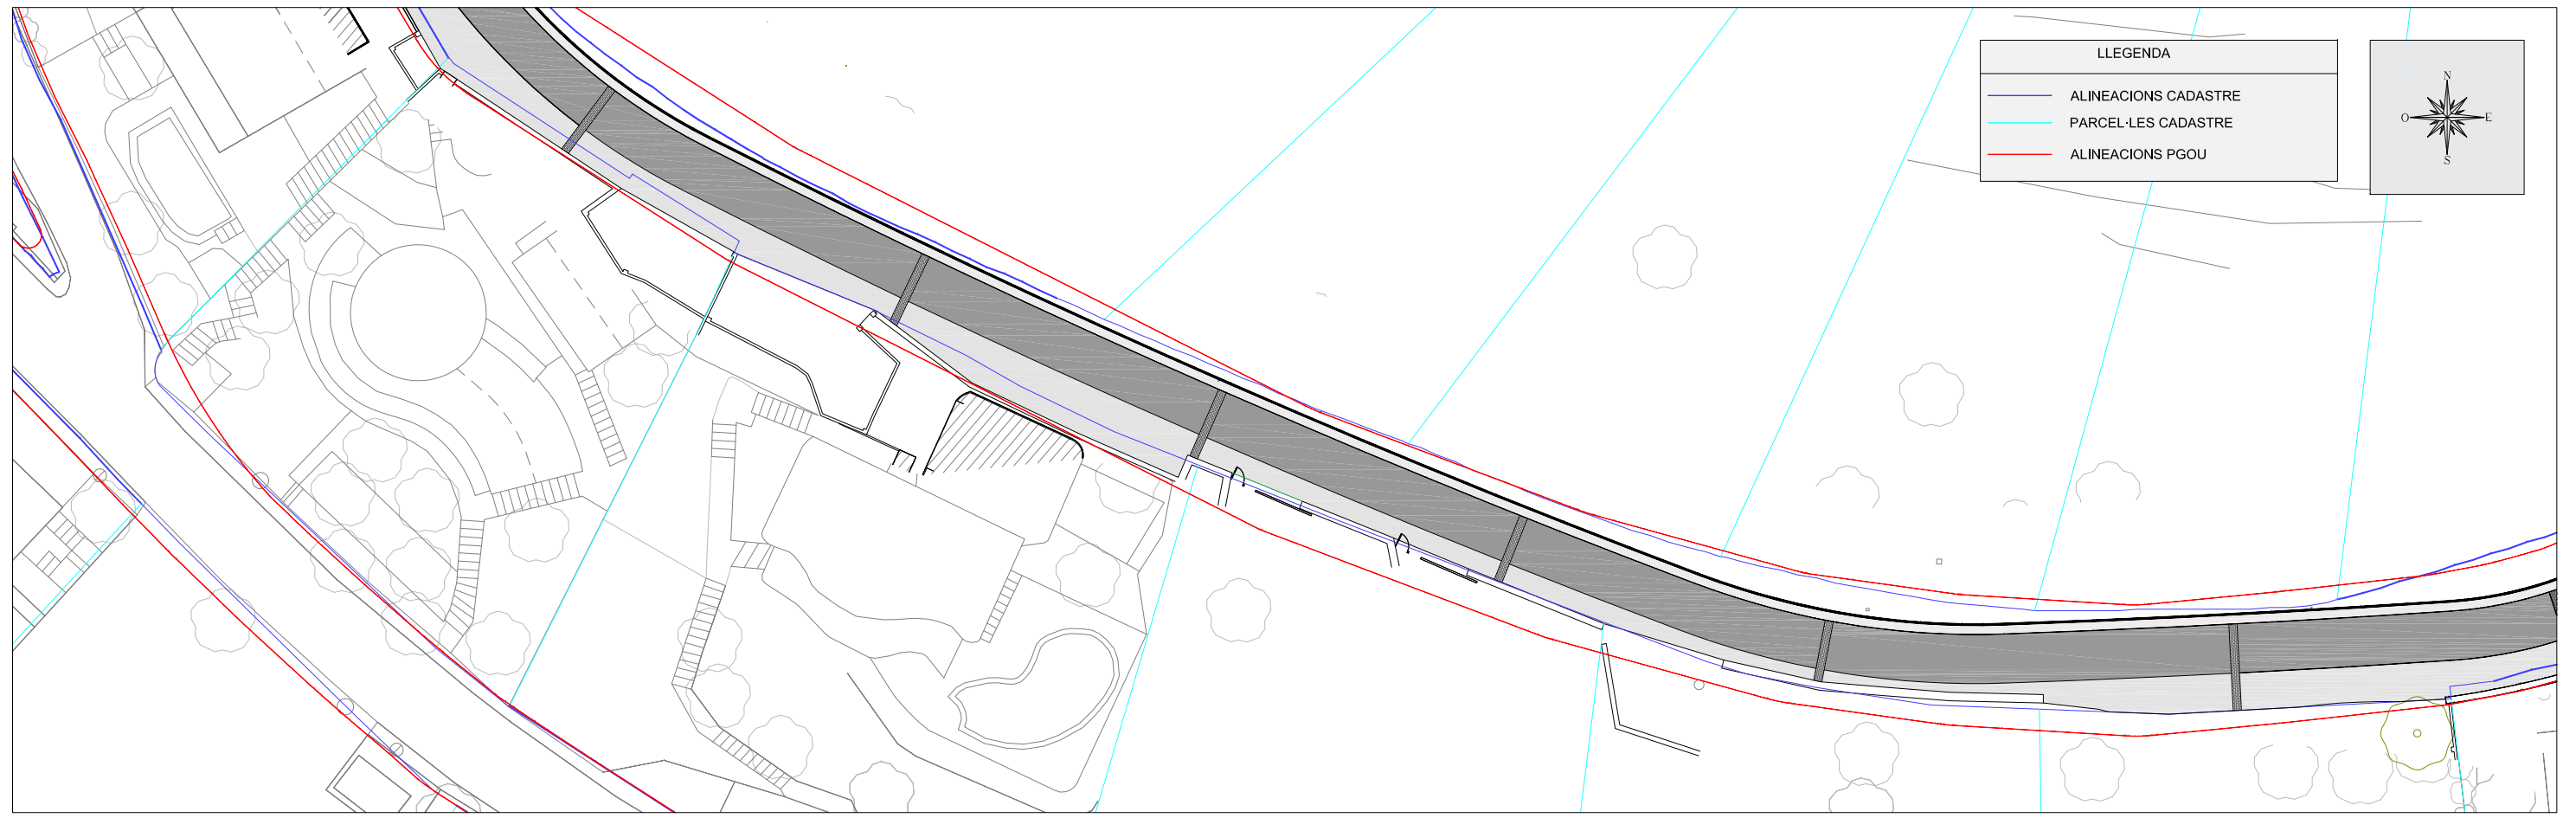 LLEGENDA
ALINEACIONS CADASTRE
PARCEL·LES CADASTRE
ALINEACIONS PGOU
N
O E
S